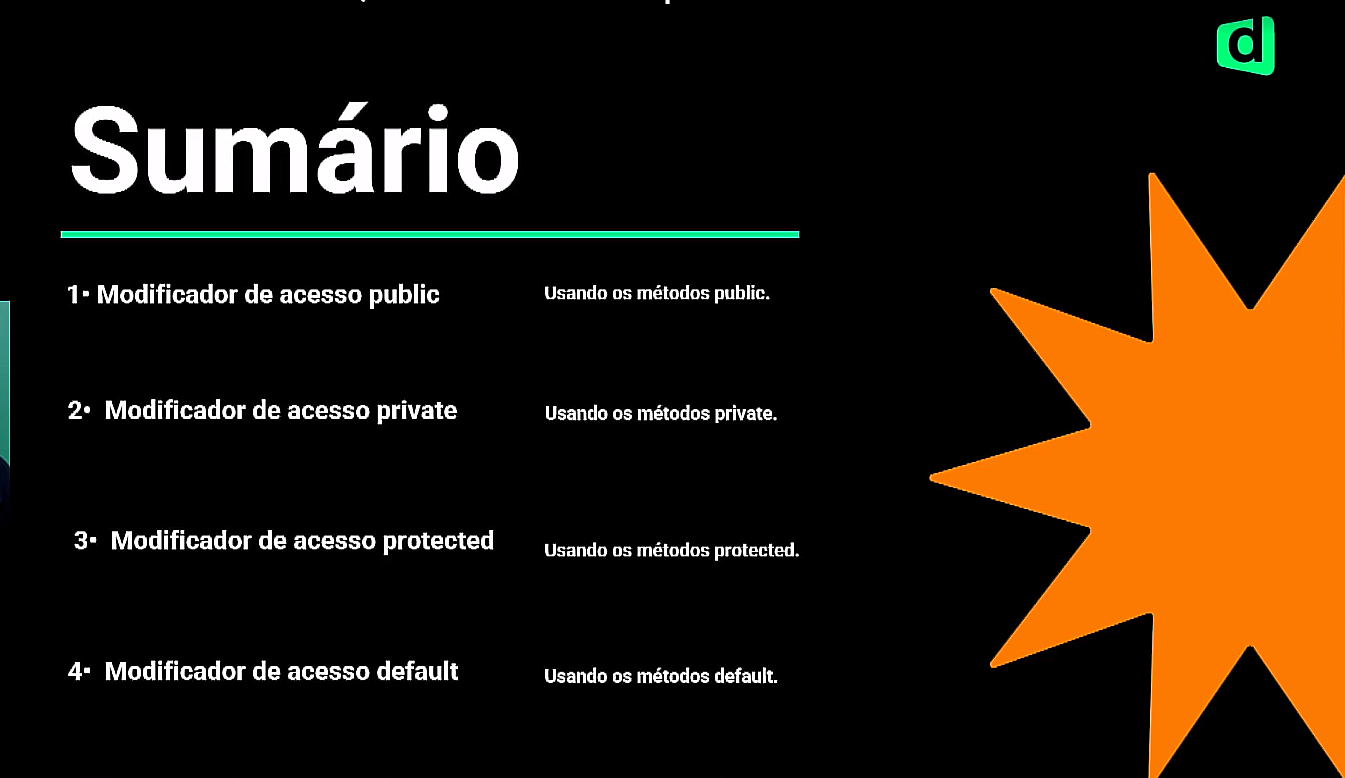 d
Sumário
1• Modificador de acesso public
Usando os métodos public.
2• Modificador de acesso private
Usando os métodos private.
3• Modificador de acesso protected
Usando os métodos protected.
4• Modificador de acesso default
Usando os métodos default.